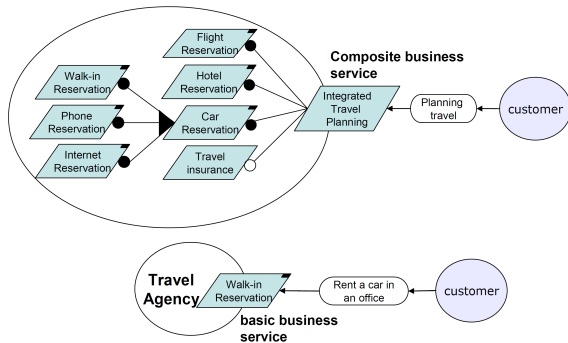 Flight
Reservation
Composite business
service
Walk-in
Reservation
Hotel
Reservation
Integrated
Travel
Planning
Planning
travel
customer
Phone
Reservation
Car
Reservation
Internet
Reservation
Travel
insurance
Travel
Agency
Walk-in
Reservation
Rent a car in
an office
customer
basic business
service